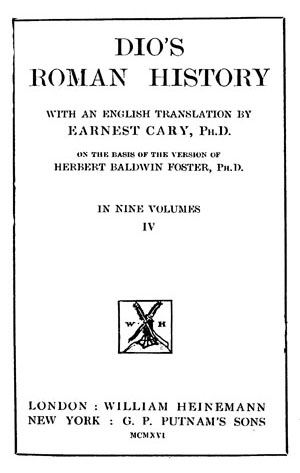 DIO'S
ROMAN HISTORY
WITH AN ENGLISH TRANSLATION BY
EARNEST CARY, PH.D.
ON THE BASIS OF THE VERSION OF
HERBERT BALDWIN FOSTER, PH.D.
IN NINE VOLUMES
IV
W H
LONDON : WILLIAM HEINEMANN
NEW YORK : G. P. PUTNAM'S SONS
MCMXVI